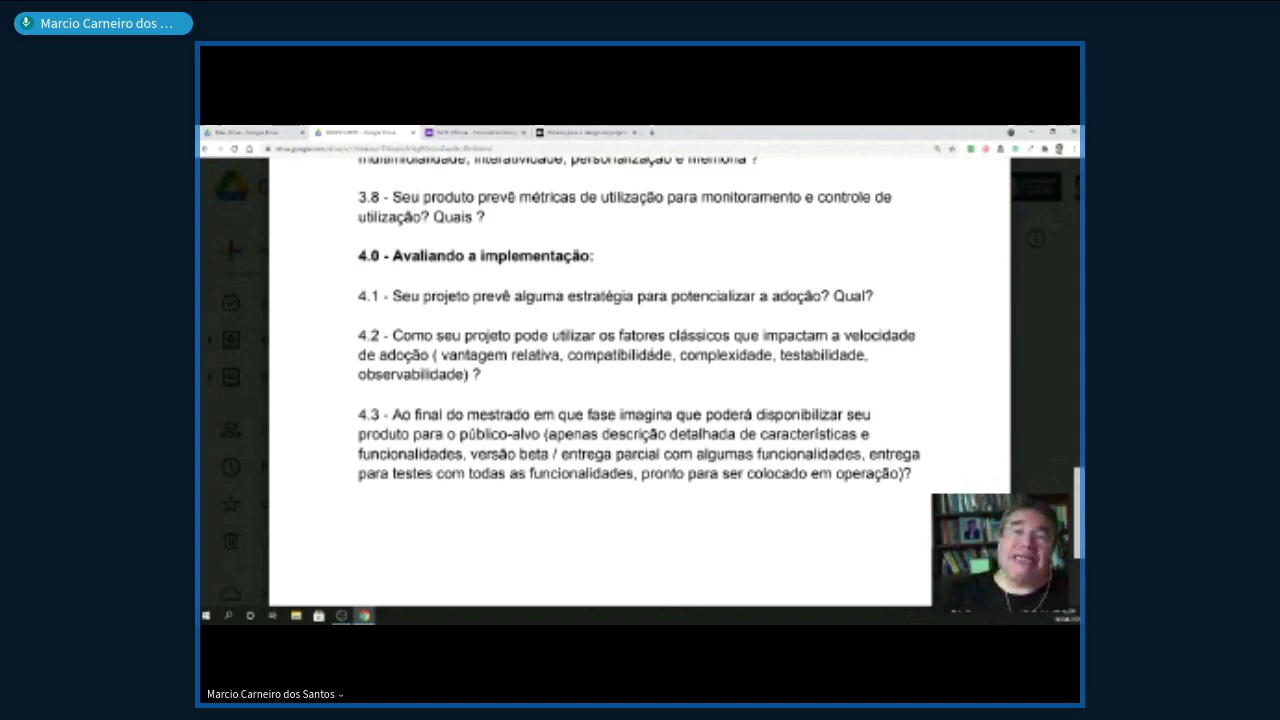 Marcio Carneiro dos ...
multimidialidade, interatividade, personalização e memória ?
3.8 - Seu produto prevê métricas de utilização para monitoramento e controle de
utilização? Quais ?
4.0 - Avaliando a implementação:
4.1 - Seu projeto prevê alguma estratégia para potencializar a adoção? Qual?
4.2 - Como seu projeto pode utilizar os fatores clássicos que impactam a velocidade
de adoção ( vantagem relativa, compatibilidade, complexidade, testabilidade,
observabilidade) ?
4.3 - Ao final do mestrado em que fase imagina que poderá disponibilizar seu
produto para o público-alvo (apenas descrição detalhada de características e
funcionalidades, versão beta / entrega parcial com algumas funcionalidades, entrega
para testes com todas as funcionalidades, pronto para ser colocado em operação)?
Marcio Carneiro dos Santos